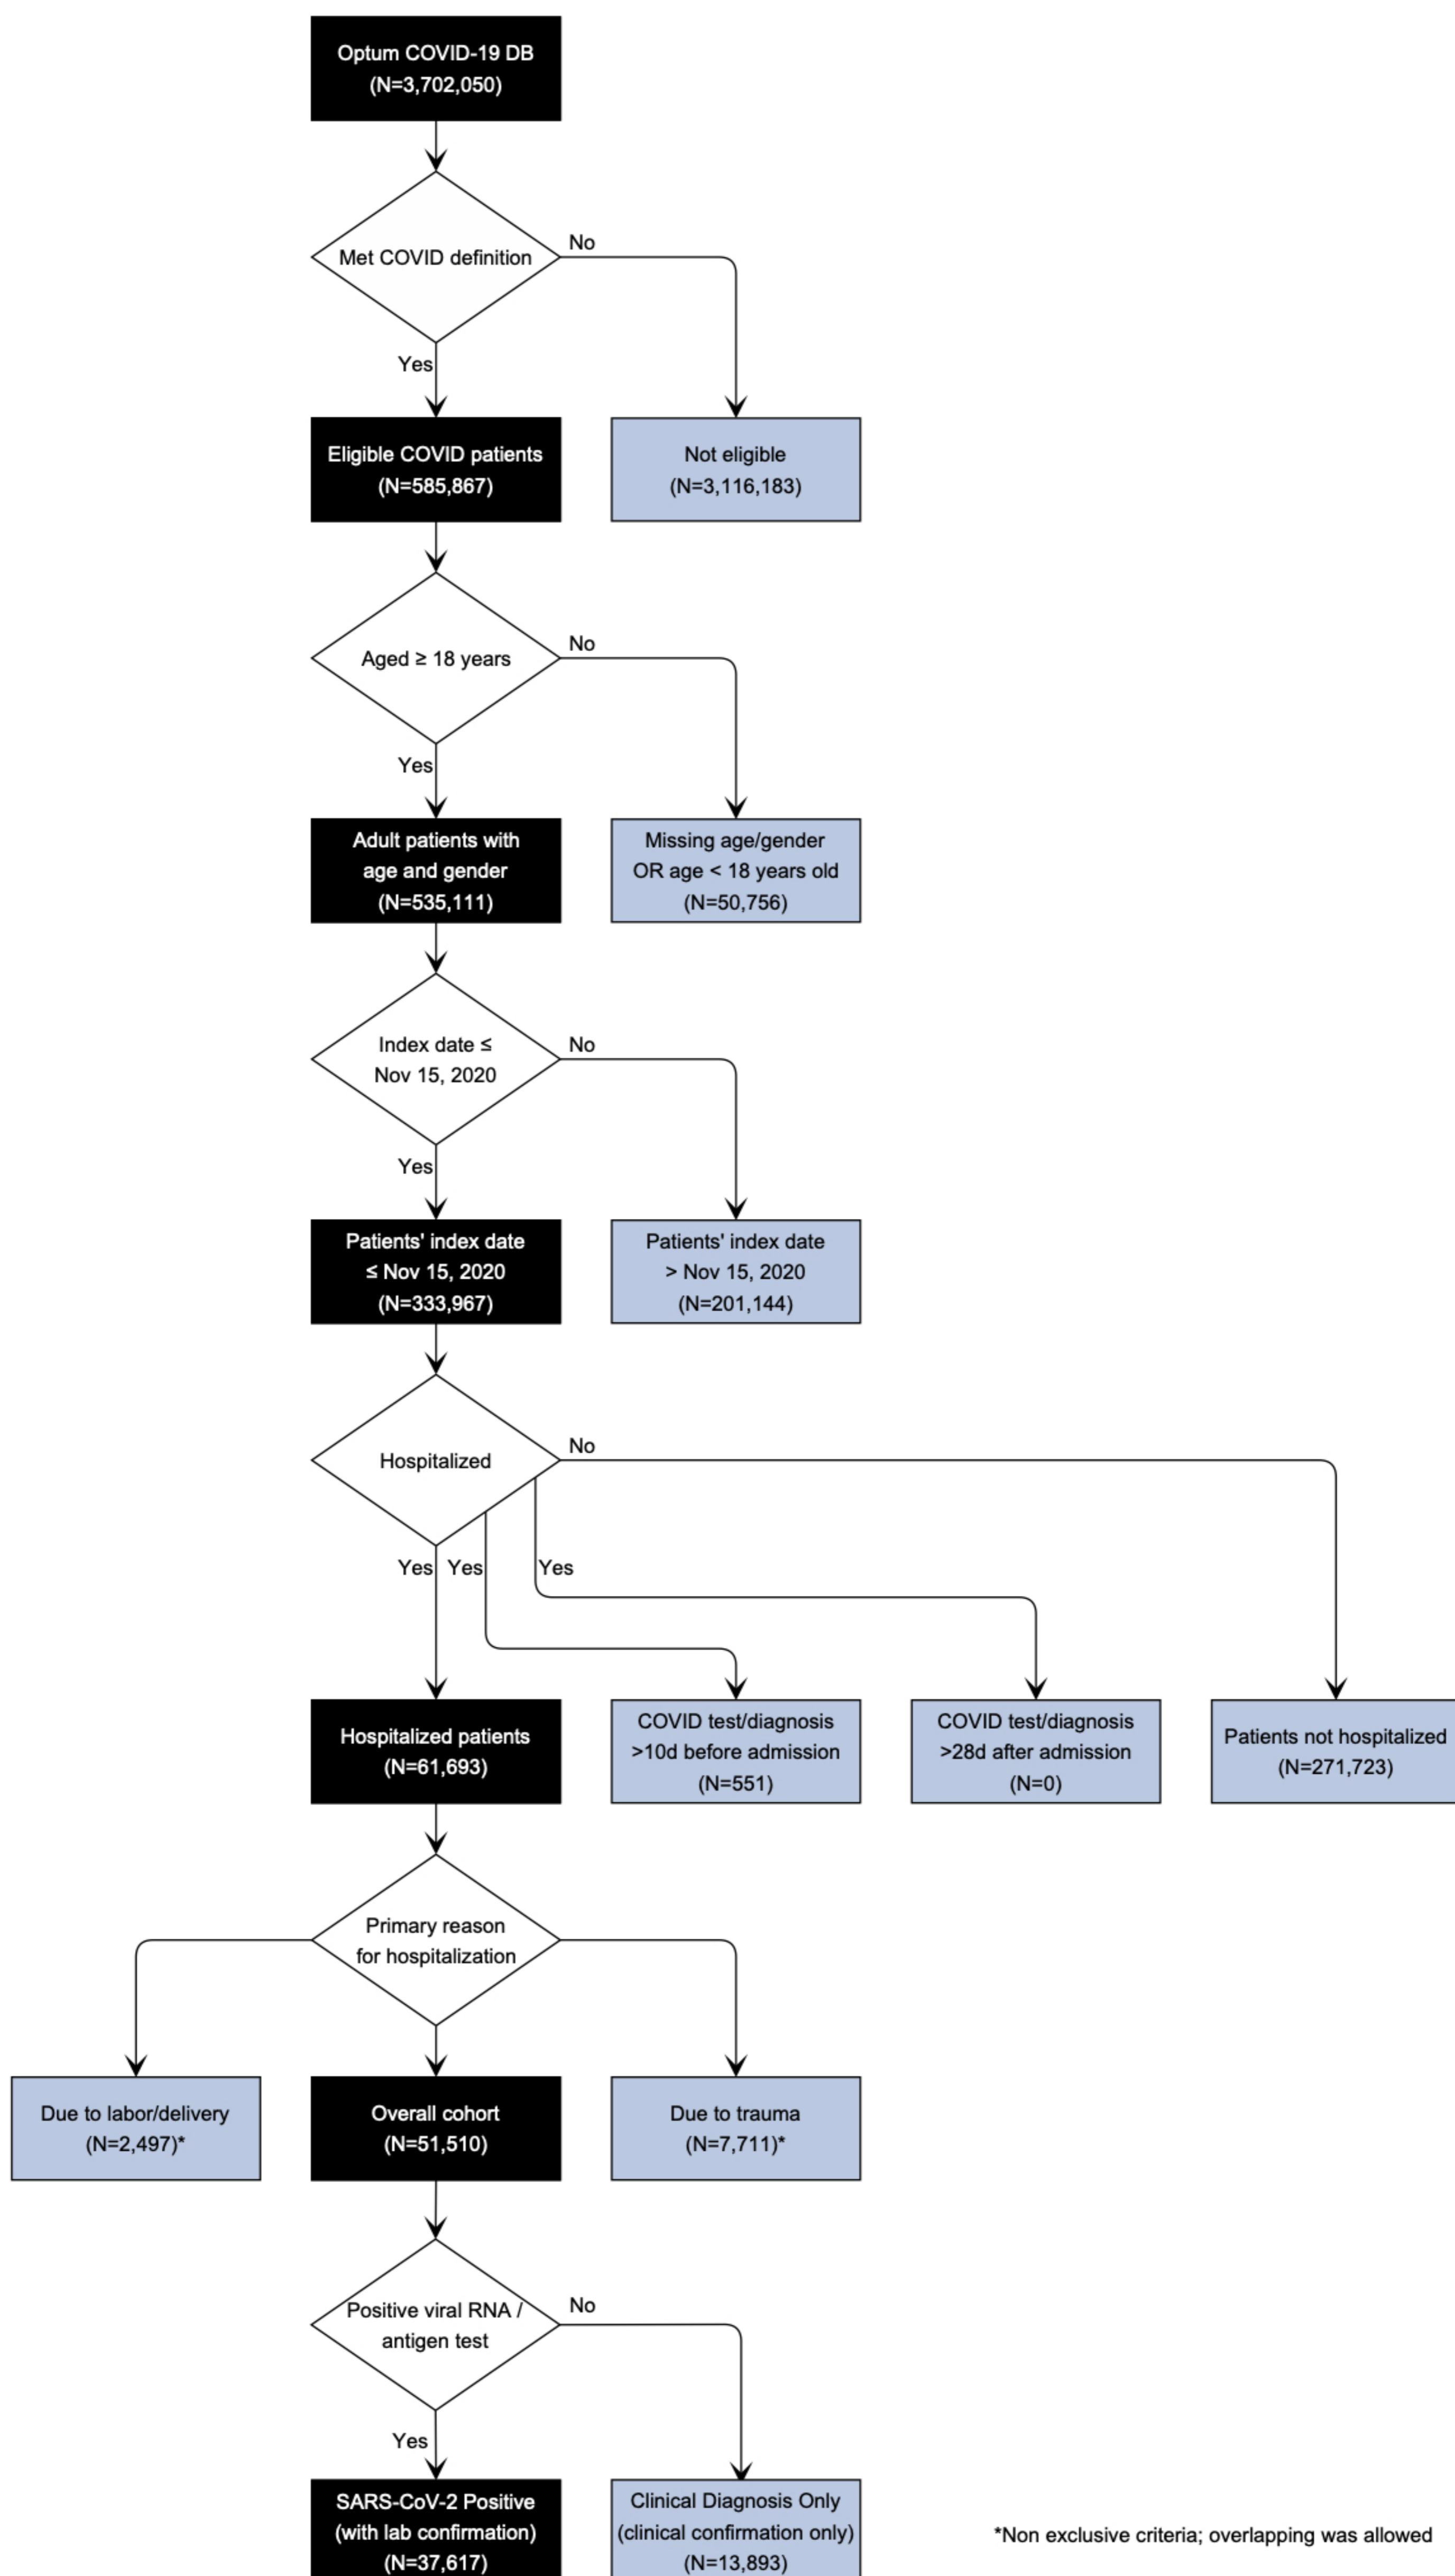 Optum COVID-19 DB
(N=3,702,050)
Met COVID definition
No
Yes
Eligible COVID patients
(N=585,867)
Not eligible
(N=3,116,183)
Aged ≥ 18 years
No
Yes
Adult patients with
age and gender
(N=535,111)
Missing age/gender
OR age < 18 years old
(N=50,756)
Index date ≤
Nov 15, 2020
No
Yes
Patients' index date
≤ Nov 15, 2020
(N=333,967)
Patients' index date
> Nov 15, 2020
(N=201,144)
Hospitalized
No
Yes
Yes
Yes
Hospitalized patients
(N=61,693)
COVID test/diagnosis
>10d before admission
(N=551)
COVID test/diagnosis
>28d after admission
(N=0)
Patients not hospitalized
(N=271,723)
Primary reason
for hospitalization
Due to labor/delivery
(N=2,497)*
Overall cohort
(N=51,510)
Due to trauma
(N=7,711)*
Positive viral RNA /
antigen test
No
Yes
SARS-CoV-2 Positive
(with lab confirmation)
(N=37,617)
Clinical Diagnosis Only
(clinical confirmation only)
(N=13,893)
*Non exclusive criteria; overlapping was allowed